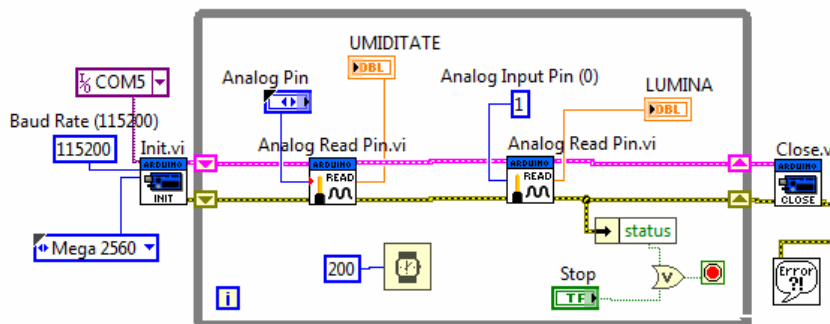 UMIDITATE
DBL
I/O COM5
Analog Pin
Analog Input Pin (0)
1
LUMINA
DBL
Baud Rate (115200)
115200
Init.vi
Analog Read Pin.vi
Analog Read Pin.vi
Close.v
ARDUINO
INIT
ARDUINO
READ
ARDUINO
READ
ARDUINO
CLOSE
Mega 2560
status
200
Stop
TF
V
i
Error
?!